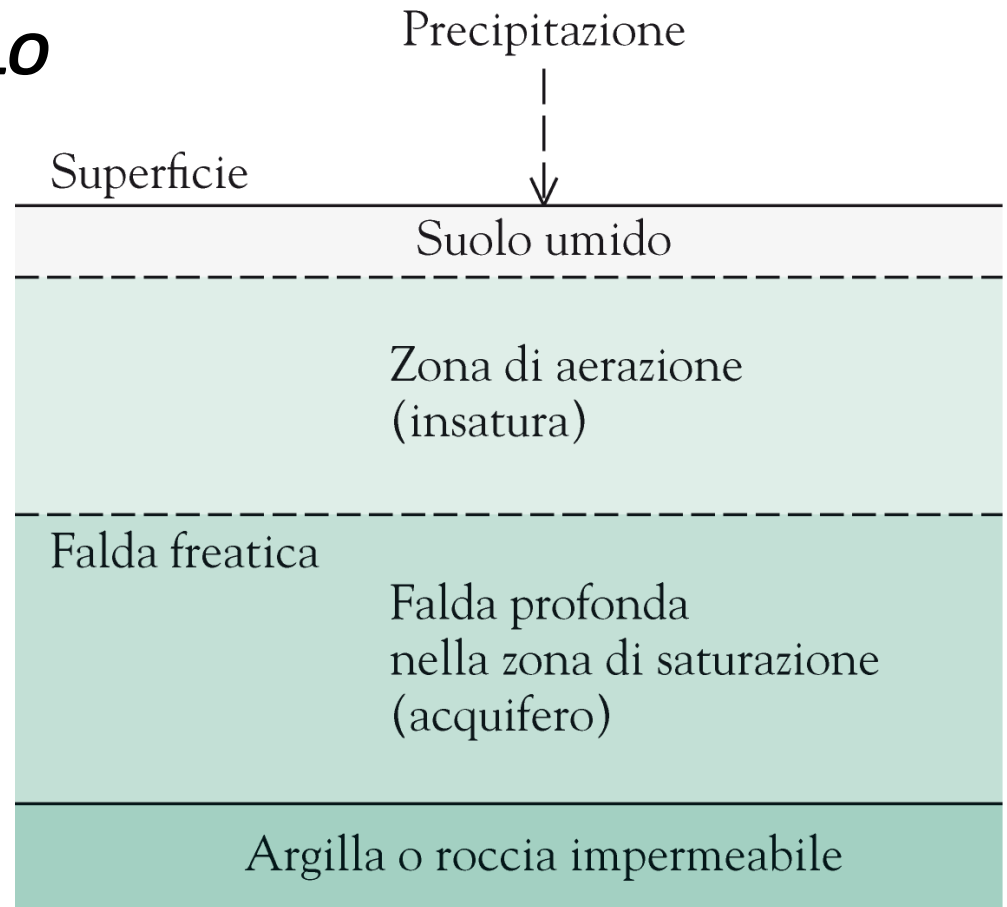 LO
Precipitazione
Superficie
Suolo umido
Zona di aerazione
(insatura)
Falda freatica
Falda profonda
nella zona di saturazione
(acquifero)
Argilla o roccia impermeabile